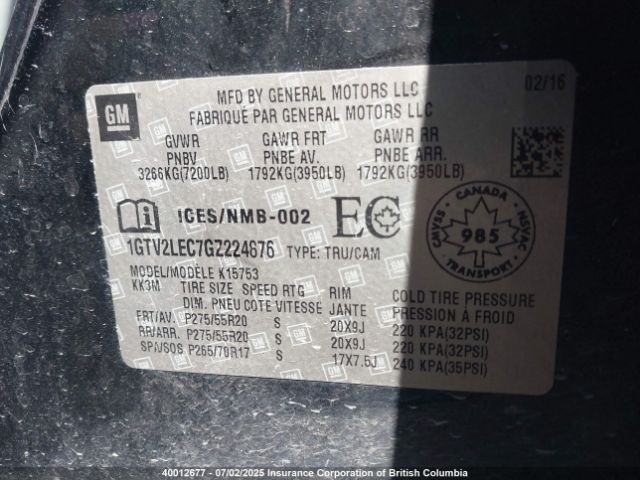 GM
MFD BY GENERAL MOTORS LLC 02/16
FABRIQUÉ PAR GENERAL MOTORS LLC
GVWR GAWR FRT GAWR RR
PNBV PNBE AV. PNBE ARR.
3266KG(7200LB) 1792KG(3950LB) 1792KG(3950LB)
ICES/NMB-002 EC
CANADA CMVSS NSVAC 985 TRANSPORT
1GTV2LEC7GZ224876 TYPE: TRU/CAM
MODEL/MODÈLE K15753
KK3M TIRE SIZE SPEED RTG RIM COLD TIRE PRESSURE
DIM. PNEU COTE VITESSE JANTE PRESSION À FROID
FRT/AV. P275/55R20 S 20X9J 220 KPA(32PSI)
RR/ARR. P275/55R20 S 20X9J 220 KPA(32PSI)
SPA/SOS P265/70R17 S 17X7.5J 240 KPA(35PSI)
40012677 - 07/02/2025 Insurance Corporation of British Columbia